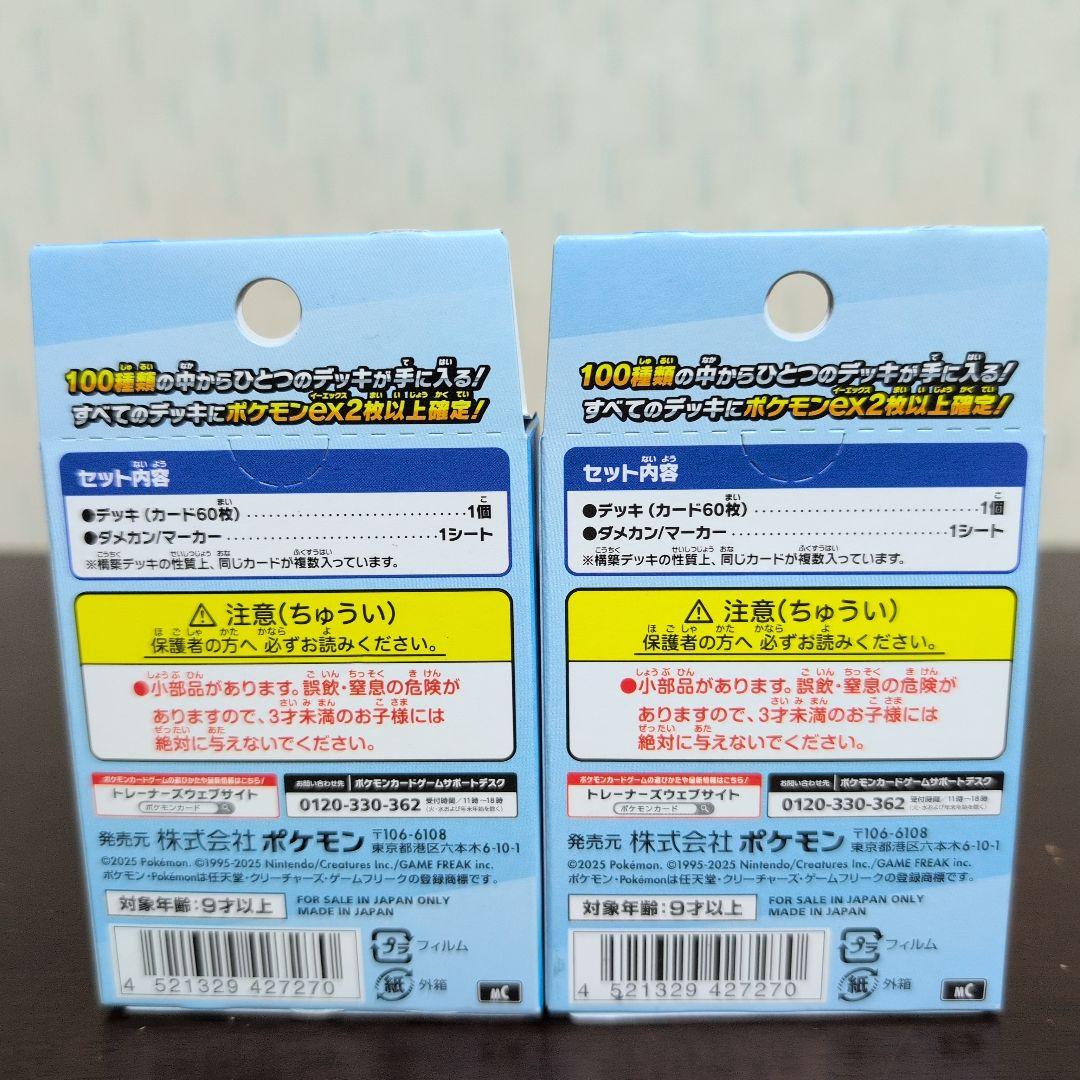 100種類の中からひとつのデッキが手に入る!
すべてのデッキにポケモンex2枚以上確定!
セット内容
●デッキ(カード60枚)..............................1個
●ダメカン/マーカー..............................1シート
※構築デッキの性質上、同じカードが複数入っています。
⚠ 注意(ちゅうい)
保護者の方へ 必ずお読みください。
●小部品があります。誤飲・窒息の危険が
ありますので、3才未満のお子様には
絶対に与えないでください。
ポケモンカードゲームの遊びかたや最新情報はこちら!
トレーナーズウェブサイト
ポケモンカード
お問い合わせ先 ポケモンカードゲームサポートデスク
0120-330-362 受付時間/11時〜18時
(火・水および年末年始を除く)
発売元 株式会社 ポケモン 〒106-6108
東京都港区六本木6-10-1
©2025 Pokémon. ©1995-2025 Nintendo/Creatures Inc./GAME FREAK inc.
ポケモン・Pokémonは任天堂・クリーチャーズ・ゲームフリークの登録商標です。
対象年齢:9才以上
FOR SALE IN JAPAN ONLY
MADE IN JAPAN
4 521329 427270
プラ フィルム
紙 外箱
MC
100種類の中からひとつのデッキが手に入る!
すべてのデッキにポケモンex2枚以上確定!
セット内容
●デッキ(カード60枚)..............................1個
●ダメカン/マーカー..............................1シート
※構築デッキの性質上、同じカードが複数入っています。
⚠ 注意(ちゅうい)
保護者の方へ 必ずお読みください。
●小部品があります。誤飲・窒息の危険が
ありますので、3才未満のお子様には
絶対に与えないでください。
ポケモンカードゲームの遊びかたや最新情報はこちら!
トレーナーズウェブサイト
ポケモンカード
お問い合わせ先 ポケモンカードゲームサポートデスク
0120-330-362 受付時間/11時〜18時
(火・水および年末年始を除く)
発売元 株式会社 ポケモン 〒106-6108
東京都港区六本木6-10-1
©2025 Pokémon. ©1995-2025 Nintendo/Creatures Inc./GAME FREAK inc.
ポケモン・Pokémonは任天堂・クリーチャーズ・ゲームフリークの登録商標です。
対象年齢:9才以上
FOR SALE IN JAPAN ONLY
MADE IN JAPAN
4 521329 427270
プラ フィルム
紙 外箱
MC